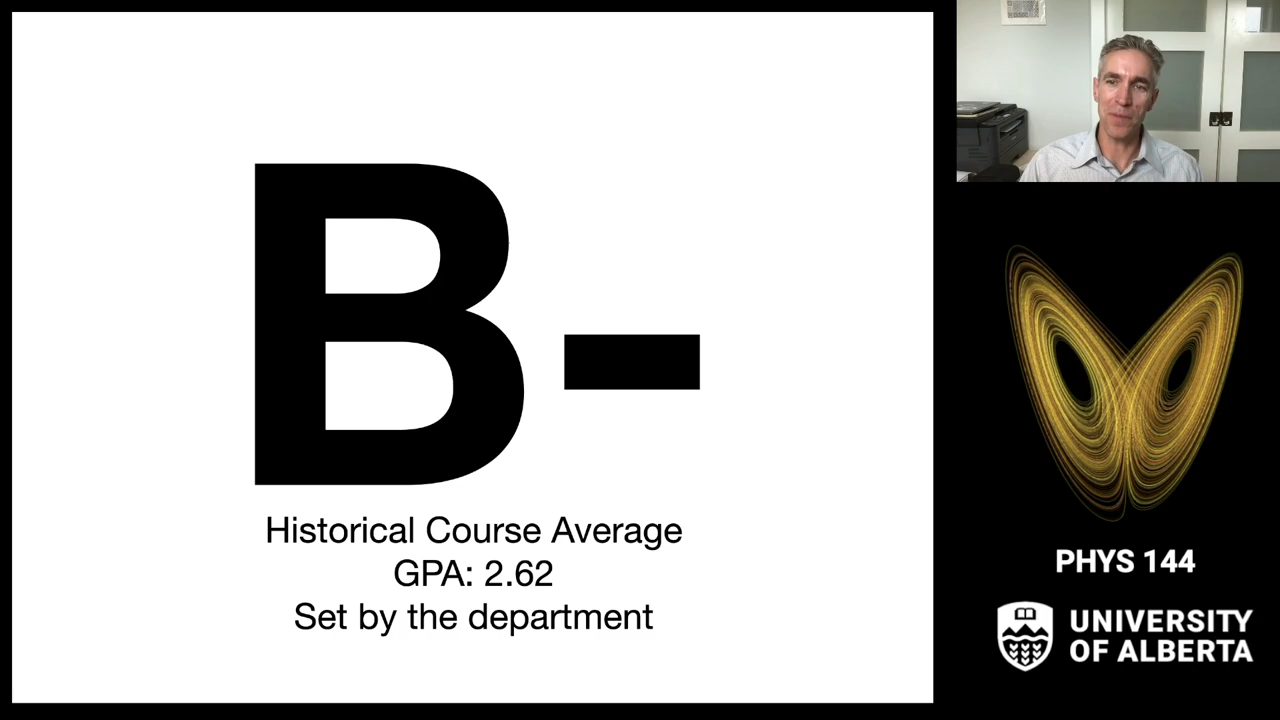 B-
Historical Course Average
GPA: 2.62
Set by the department
PHYS 144
UNIVERSITY
OF ALBERTA